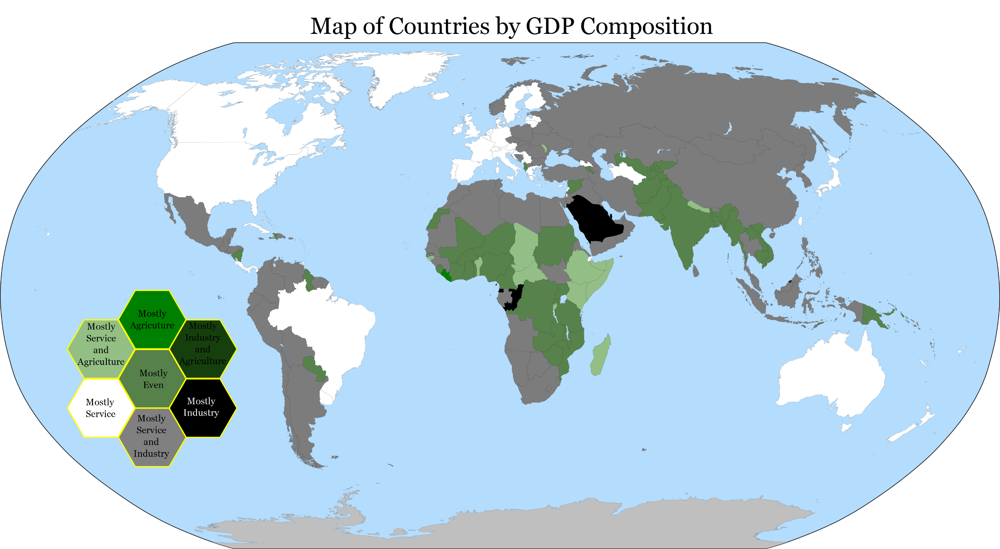 Map of Countries by GDP Composition
Mostly
Agricuture
Mostly
Service
and
Agriculture
Mostly
Industry
and
Agriculture
Mostly
Even
Mostly
Service
Mostly
Industry
Mostly
Service
and
Industry